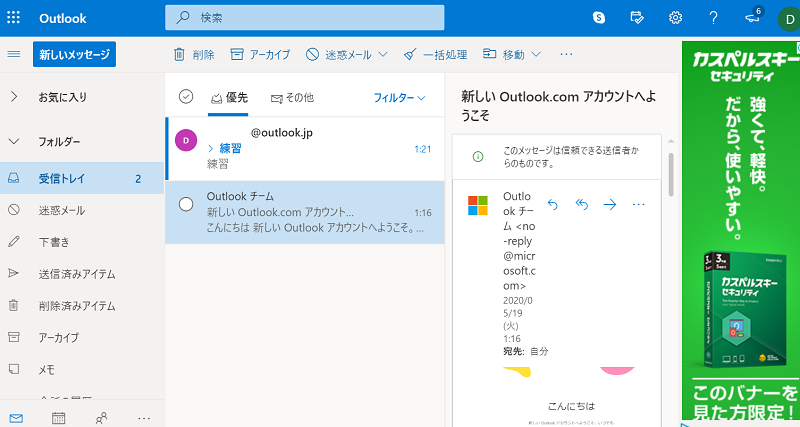 Outlook
検索
6
D
新しいメッセージ
削除
アーカイブ
迷惑メール
一括処理
移動
お気に入り
フォルダー
受信トレイ 2
迷惑メール
下書き
送信済みアイテム
削除済みアイテム
アーカイブ
メモ
優先
その他
フィルター
D
@outlook.jp
練習 1:21
練習
Outlook チーム
新しい Outlook.com アカウント... 1:16
こんにちは 新しい Outlook アカウントへようこそ。...
新しい Outlook.com アカウントへよ
うこそ
このメッセージは信頼できる送信者か
らのものです。
Outlo
ok チー
ム <no-
reply
@micr
osoft.c
om>
2020/0
5/19
(火)
1:16
宛先: 自分
こんにちは
カスペルスキー
セキュリティ
強くて、軽快。
だから、使いやすい。
カスペルスキー
セキュリティ
このバナーを
見た方限定!